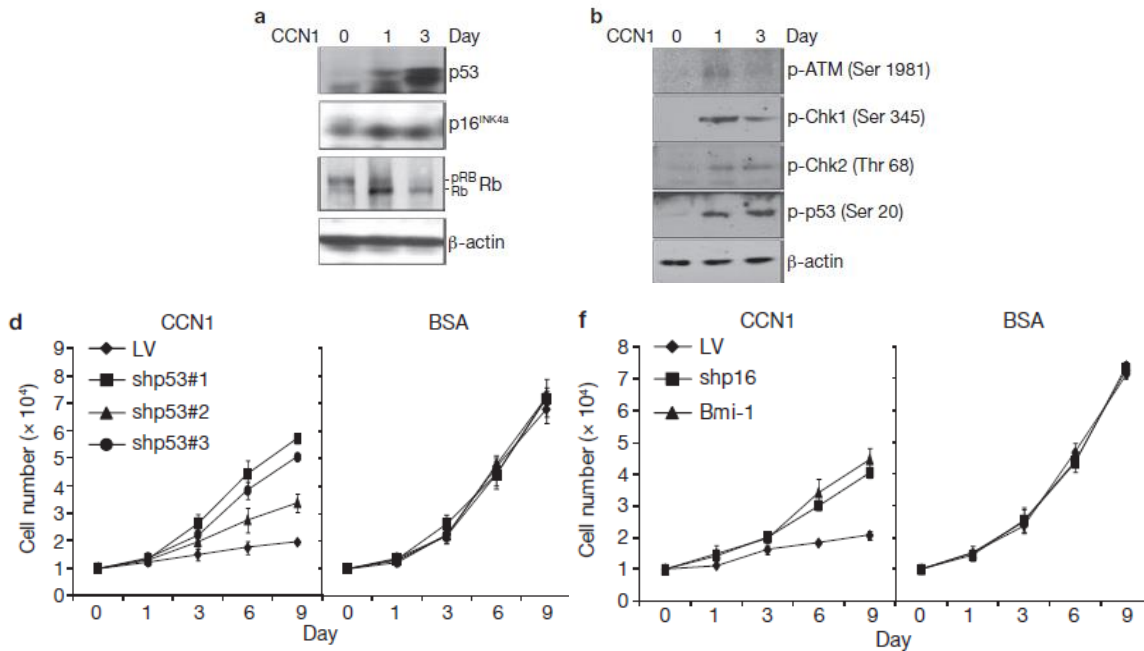 a
CCN1 0 1 3 Day
p53
p16INK4a
pRB
Rb
Rb
β-actin
b
CCN1 0 1 3 Day
p-ATM (Ser 1981)
p-Chk1 (Ser 345)
p-Chk2 (Thr 68)
p-p53 (Ser 20)
β-actin
d
CCN1 BSA
LV
shp53#1
shp53#2
shp53#3
Cell number (× 10⁴)
9
8
7
6
5
4
3
2
1
0
0 1 3 6 9 0 1 3 6 9
Day
f
CCN1 BSA
LV
shp16
Bmi-1
Cell number (× 10⁴)
8
7
6
5
4
3
2
1
0
0 1 3 6 9 0 1 3 6 9
Day